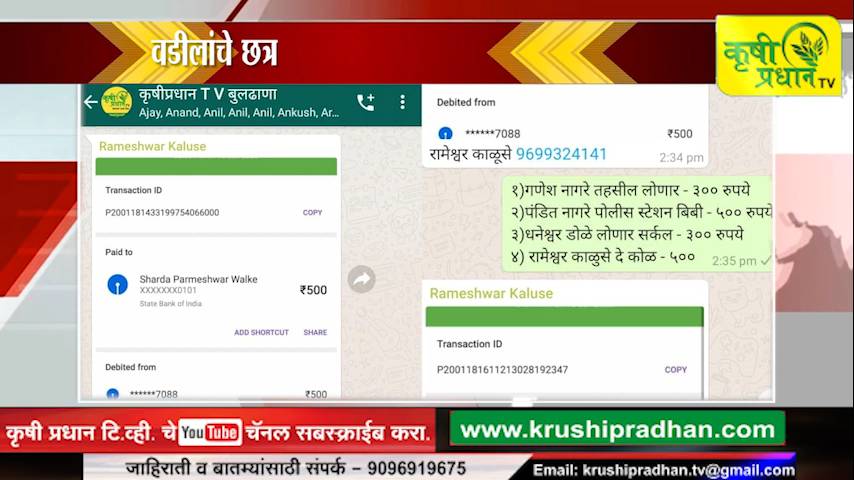 वडीलांचे छत्र
कृषी
प्रधान TV
कृषीप्रधान T V बुलढाणा
Ajay, Anand, Anil, Anil, Anil, Ankush, Ar...
Rameshwar Kaluse
Transaction ID
P2001181433199754066000
COPY
Paid to
Sharda Parmeshwar Walke
XXXXXXX0101
₹500
State Bank of India
ADD SHORTCUT
SHARE
Debited from
******7088
₹500
Debited from
******7088
₹500
रामेश्वर काळूसे 9699324141
2:34 pm
१)गणेश नागरे तहसील लोणार - ३०० रुपये
२)पंडित नागरे पोलीस स्टेशन बिबी - ५०० रुपये
३)धनेश्वर डोळे लोणार सर्कल - ३०० रुपये
४) रामेश्वर काळुसे दे कोळ - ५००
2:35 pm
Rameshwar Kaluse
Transaction ID
P2001181611213028192347
COPY
कृषी प्रधान टि.व्ही. चे YouTube चॅनल सबस्क्राईब करा.
www.krushipradhan.com
जाहिराती व बातम्यांसाठी संपर्क – 9096919675
Email: krushipradhan.tv@gmail.com